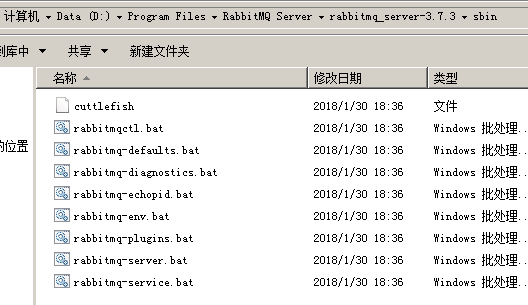 计算机 ▾ Data (D:) ▾ Program Files ▾ RabbitMQ Server ▾ rabbitmq_server-3.7.3 ▾ sbin
到库中 ▾ 共享 ▾ 新建文件夹
名称 修改日期 类型
cuttlefish 2018/1/30 18:36 文件
的位置 rabbitmqctl.bat 2018/1/30 18:36 Windows 批处理...
rabbitmq-defaults.bat 2018/1/30 18:36 Windows 批处理...
rabbitmq-diagnostics.bat 2018/1/30 18:36 Windows 批处理...
rabbitmq-echopid.bat 2018/1/30 18:36 Windows 批处理...
rabbitmq-env.bat 2018/1/30 18:36 Windows 批处理...
rabbitmq-plugins.bat 2018/1/30 18:36 Windows 批处理...
rabbitmq-server.bat 2018/1/30 18:36 Windows 批处理...
rabbitmq-service.bat 2018/1/30 18:36 Windows 批处理...